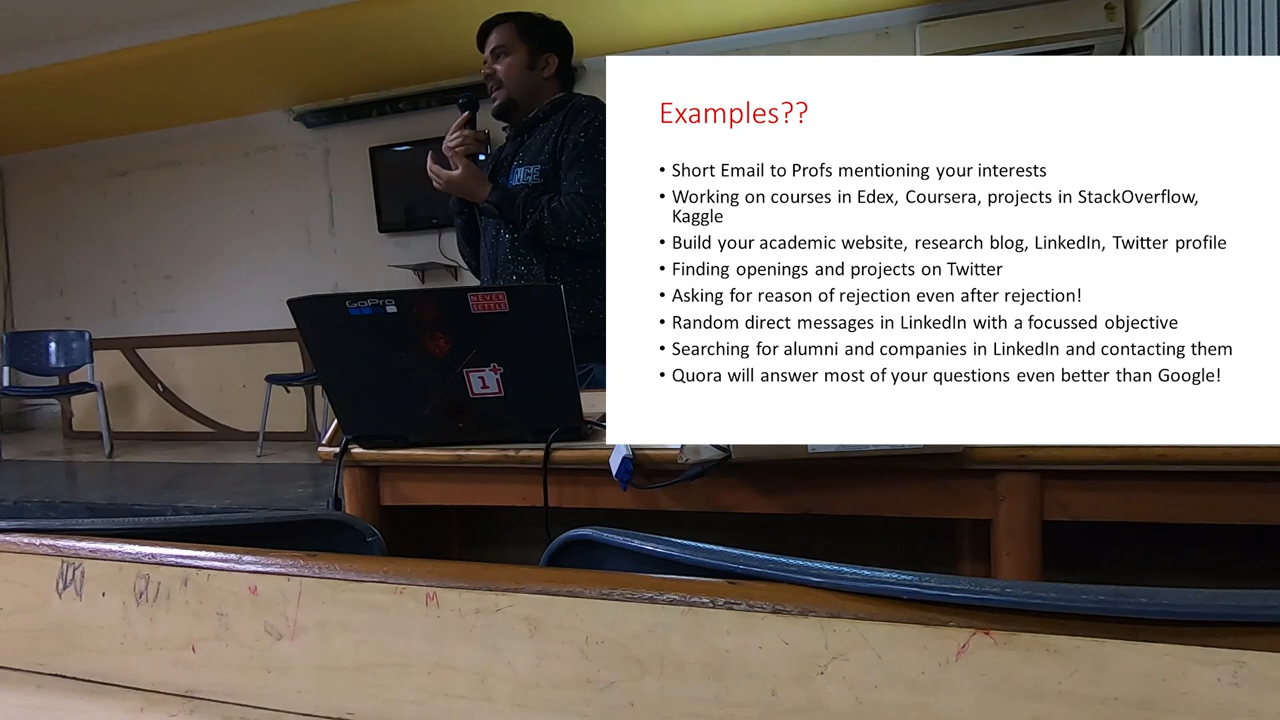 Examples??
• Short Email to Profs mentioning your interests
• Working on courses in Edex, Coursera, projects in StackOverflow,
Kaggle
• Build your academic website, research blog, LinkedIn, Twitter profile
• Finding openings and projects on Twitter
• Asking for reason of rejection even after rejection!
• Random direct messages in LinkedIn with a focussed objective
• Searching for alumni and companies in LinkedIn and contacting them
• Quora will answer most of your questions even better than Google!
NCE
GoPro
NEVER
SETTLE
1+
M